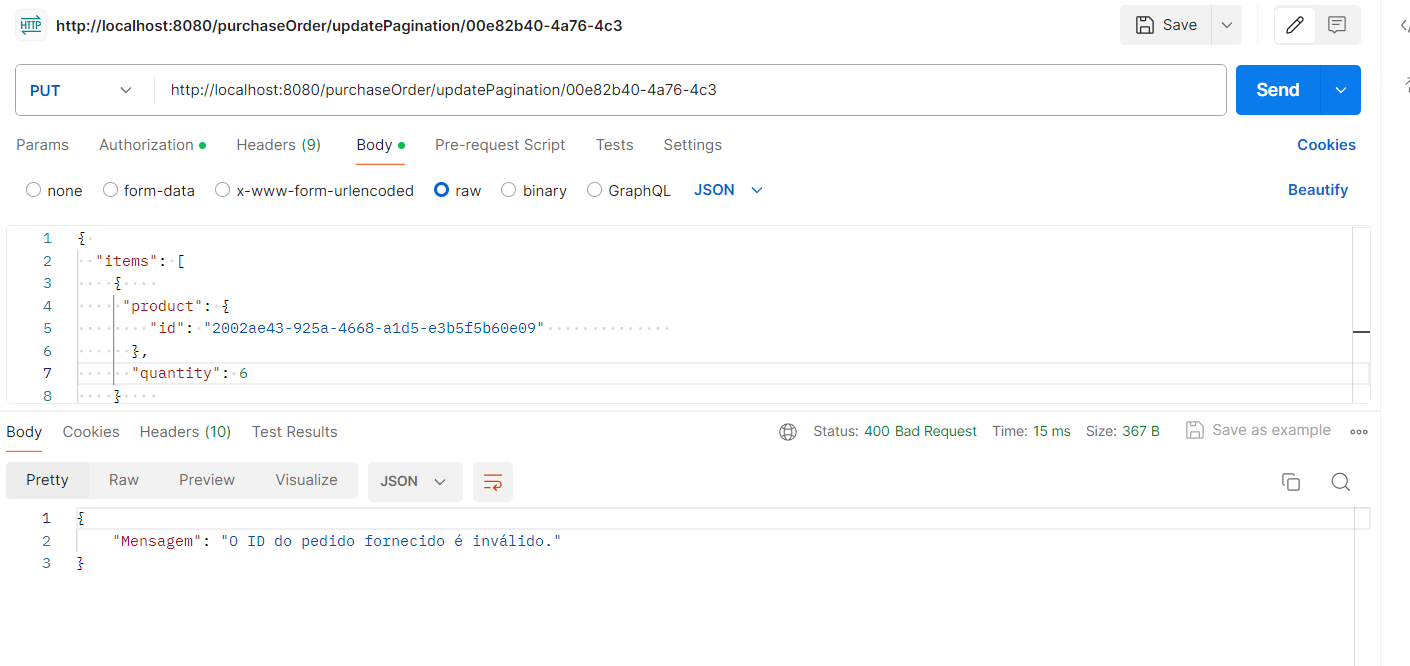 HTTP http://localhost:8080/purchaseOrder/updatePagination/00e82b40-4a76-4c3 Save
PUT http://localhost:8080/purchaseOrder/updatePagination/00e82b40-4a76-4c3 Send
Params Authorization Headers (9) Body Pre-request Script Tests Settings Cookies
none form-data x-www-form-urlencoded raw binary GraphQL JSON Beautify
1 {
2 "items": [
3 {
4 "product": {
5 "id": "2002ae43-925a-4668-a1d5-e3b5f5b60e09"
6 },
7 "quantity": 6
8 }
Body Cookies Headers (10) Test Results Status: 400 Bad Request Time: 15 ms Size: 367 B Save as example
Pretty Raw Preview Visualize JSON
1 {
2 "Mensagem": "O ID do pedido fornecido é inválido."
3 }